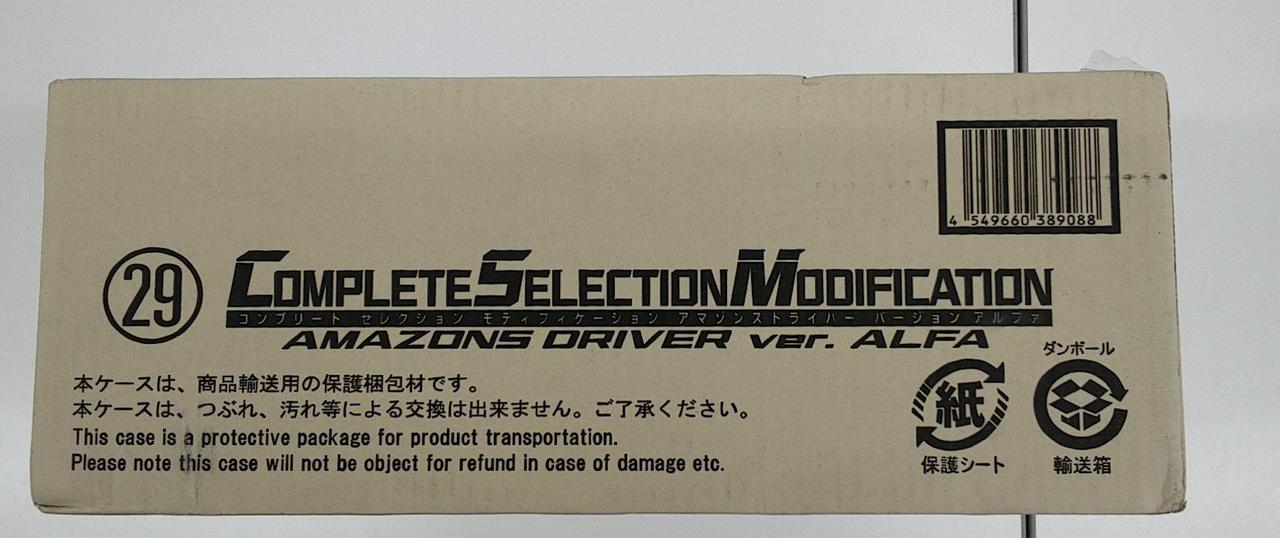 4 549660 389088
29
COMPLETE SELECTION MODIFICATION
コンプリート セレクション モディフィケーション アマゾンズドライバー バージョン アルファ
AMAZONS DRIVER ver. ALFA
本ケースは、商品輸送用の保護梱包材です。
本ケースは、つぶれ、汚れ等による交換は出来ません。ご了承ください。
This case is a protective package for product transportation.
Please note this case will not be object for refund in case of damage etc.
紙
保護シート
ダンボール
輸送箱